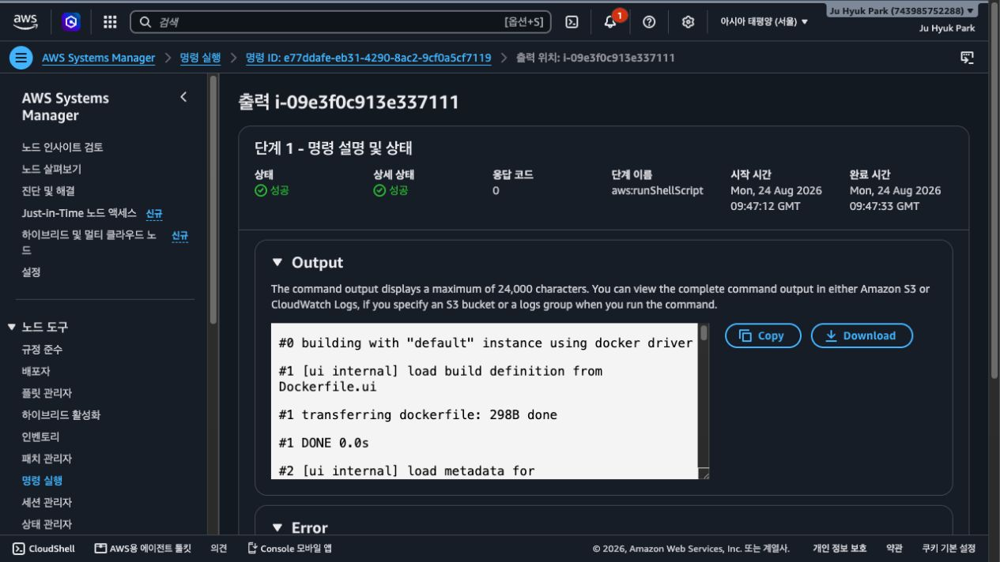 aws
검색
[옵션+S]
1
아시아 태평양 (서울) ▼
Ju Hyuk Park (743985752288) ▼
Ju Hyuk Park
AWS Systems Manager
명령 실행
명령 ID: e77ddafe-eb31-4290-8ac2-9cf0a5cf7119
출력 위치: i-09e3f0c913e337111
AWS Systems
Manager
노드 인사이트 검토
노드 살펴보기
진단 및 해결
Just-in-Time 노드 액세스 신규
하이브리드 및 멀티 클라우드 노
드 신규
설정
▼ 노드 도구
규정 준수
배포자
플릿 관리자
하이브리드 활성화
인벤토리
패치 관리자
명령 실행
세션 관리자
상태 관리자
출력 i-09e3f0c913e337111
단계 1 - 명령 설명 및 상태
상태
성공
상세 상태
성공
응답 코드
0
단계 이름
aws:runShellScript
시작 시간
Mon, 24 Aug 2026
09:47:12 GMT
완료 시간
Mon, 24 Aug 2026
09:47:33 GMT
▼ Output
The command output displays a maximum of 24,000 characters. You can view the complete command output in either Amazon S3 or
CloudWatch Logs, if you specify an S3 bucket or a logs group when you run the command.
#0 building with "default" instance using docker driver
#1 [ui internal] load build definition from
Dockerfile.ui
#1 transferring dockerfile: 298B done
#1 DONE 0.0s
#2 [ui internal] load metadata for
Copy
Download
▼ Error
CloudShell
AWS용 에이전트 툴킷
의견
Console 모바일 앱
© 2026, Amazon Web Services, Inc. 또는 계열사.
개인 정보 보호
약관
쿠키 기본 설정